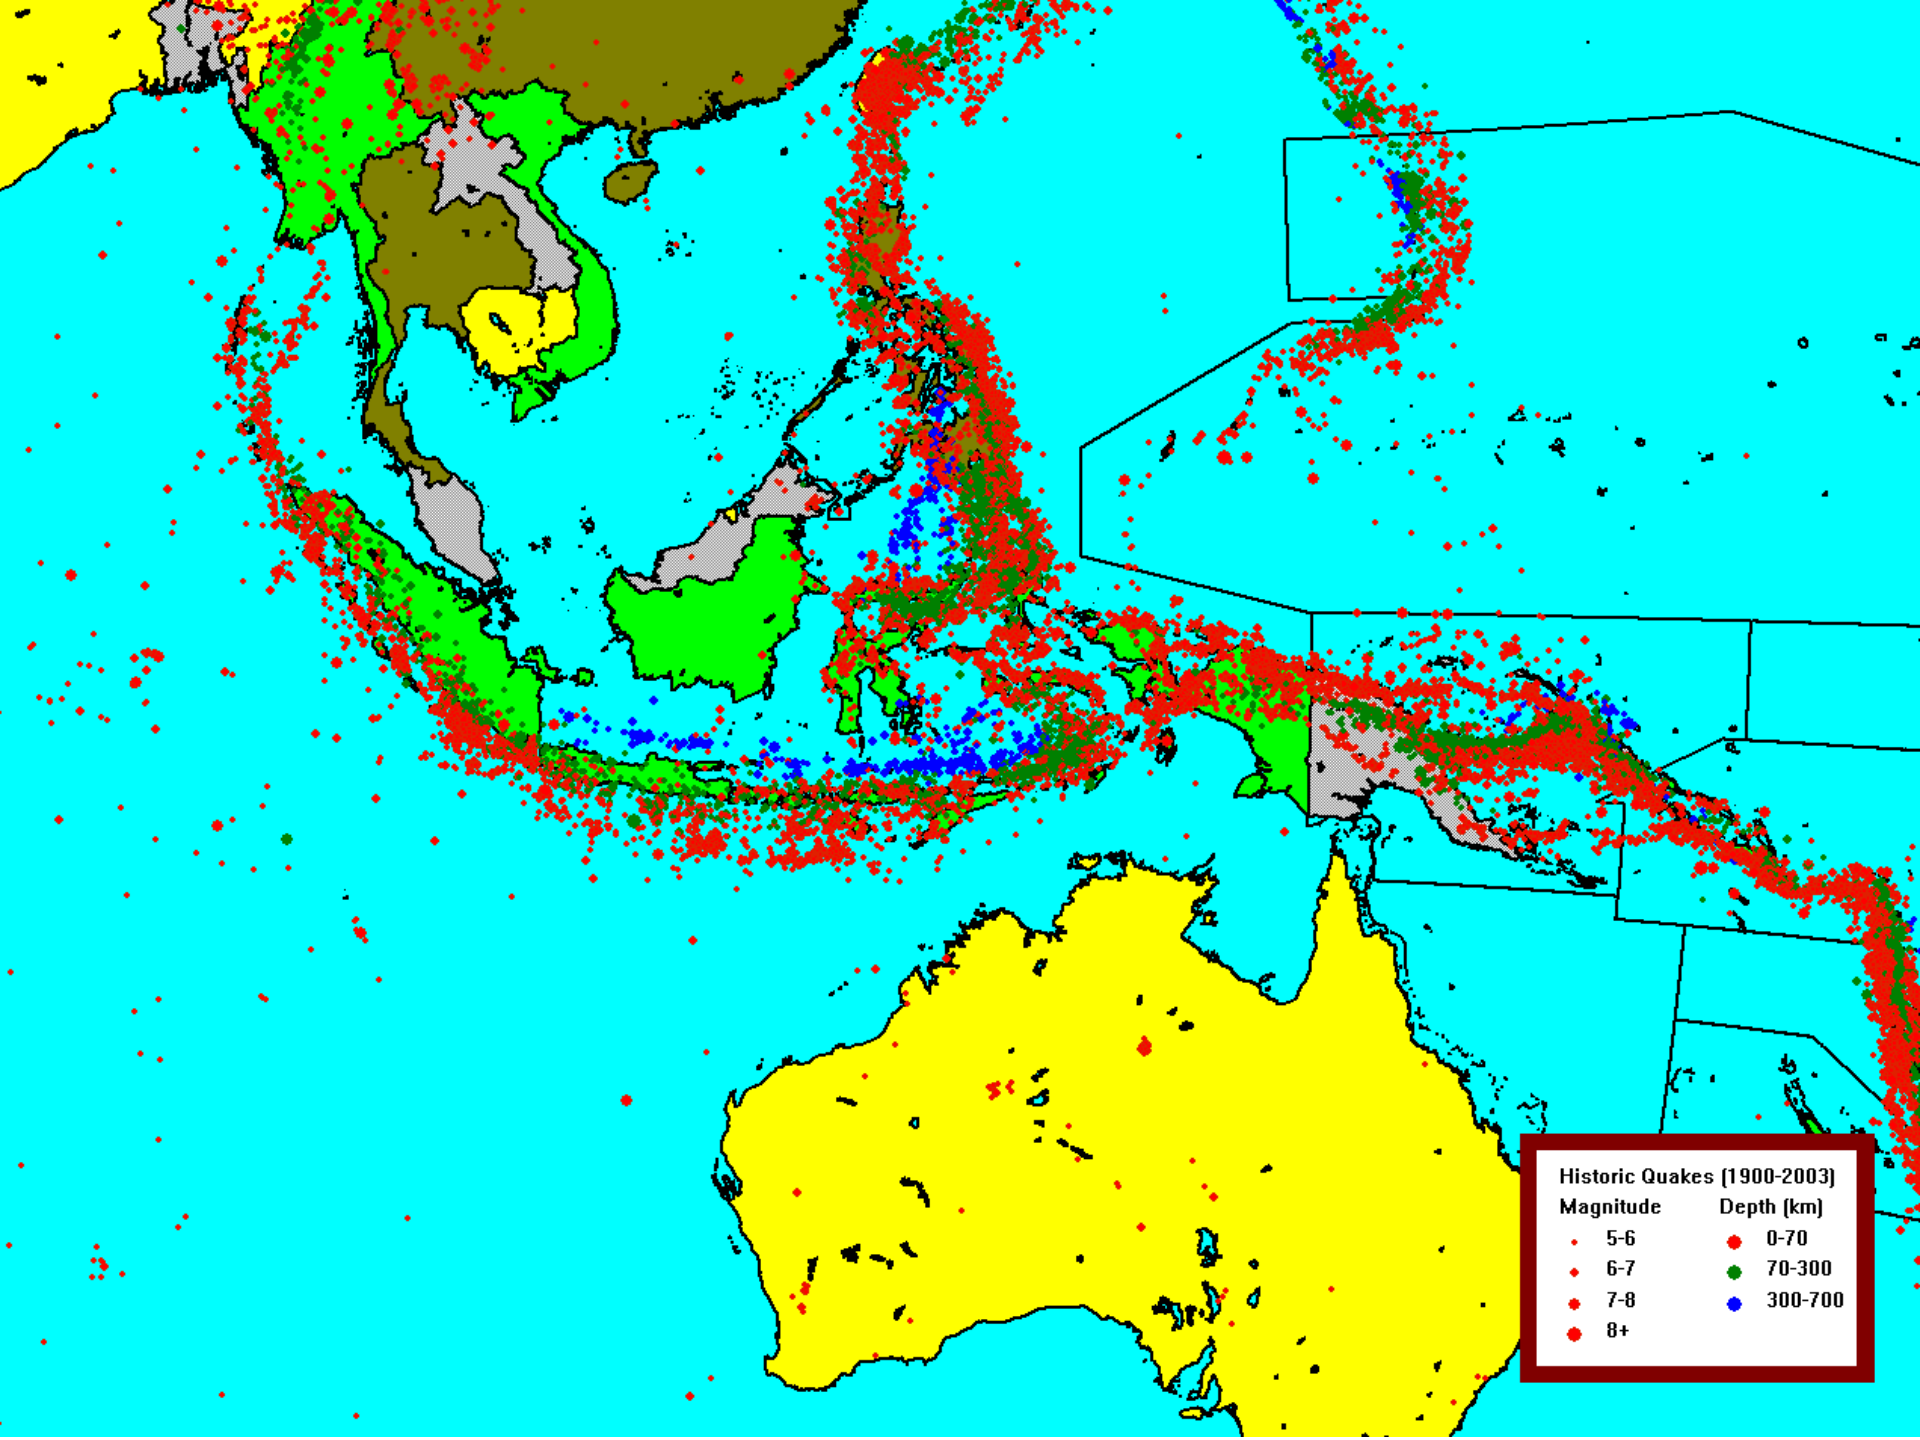 Historic Quakes (1900-2003)
Magnitude Depth (km)
5-6 0-70
6-7 70-300
7-8 300-700
8+